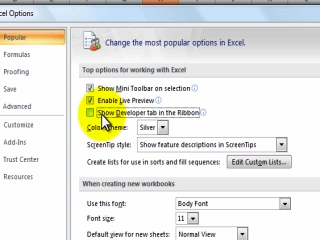 cel Options
Popular
Change the most popular options in Excel.
Formulas
Proofing
Top options for working with Excel
Save
Show Mini Toolbar on selection
Advanced
Enable Live Preview
Show Developer tab in the Ribbon
Customize
Color scheme: Silver
Add-Ins
ScreenTip style: Show feature descriptions in ScreenTips
Trust Center
Create lists for use in sorts and fill sequences: Edit Custom Lists...
Resources
When creating new workbooks
Use this font: Body Font
Font size: 11
Default view for new sheets: Normal View